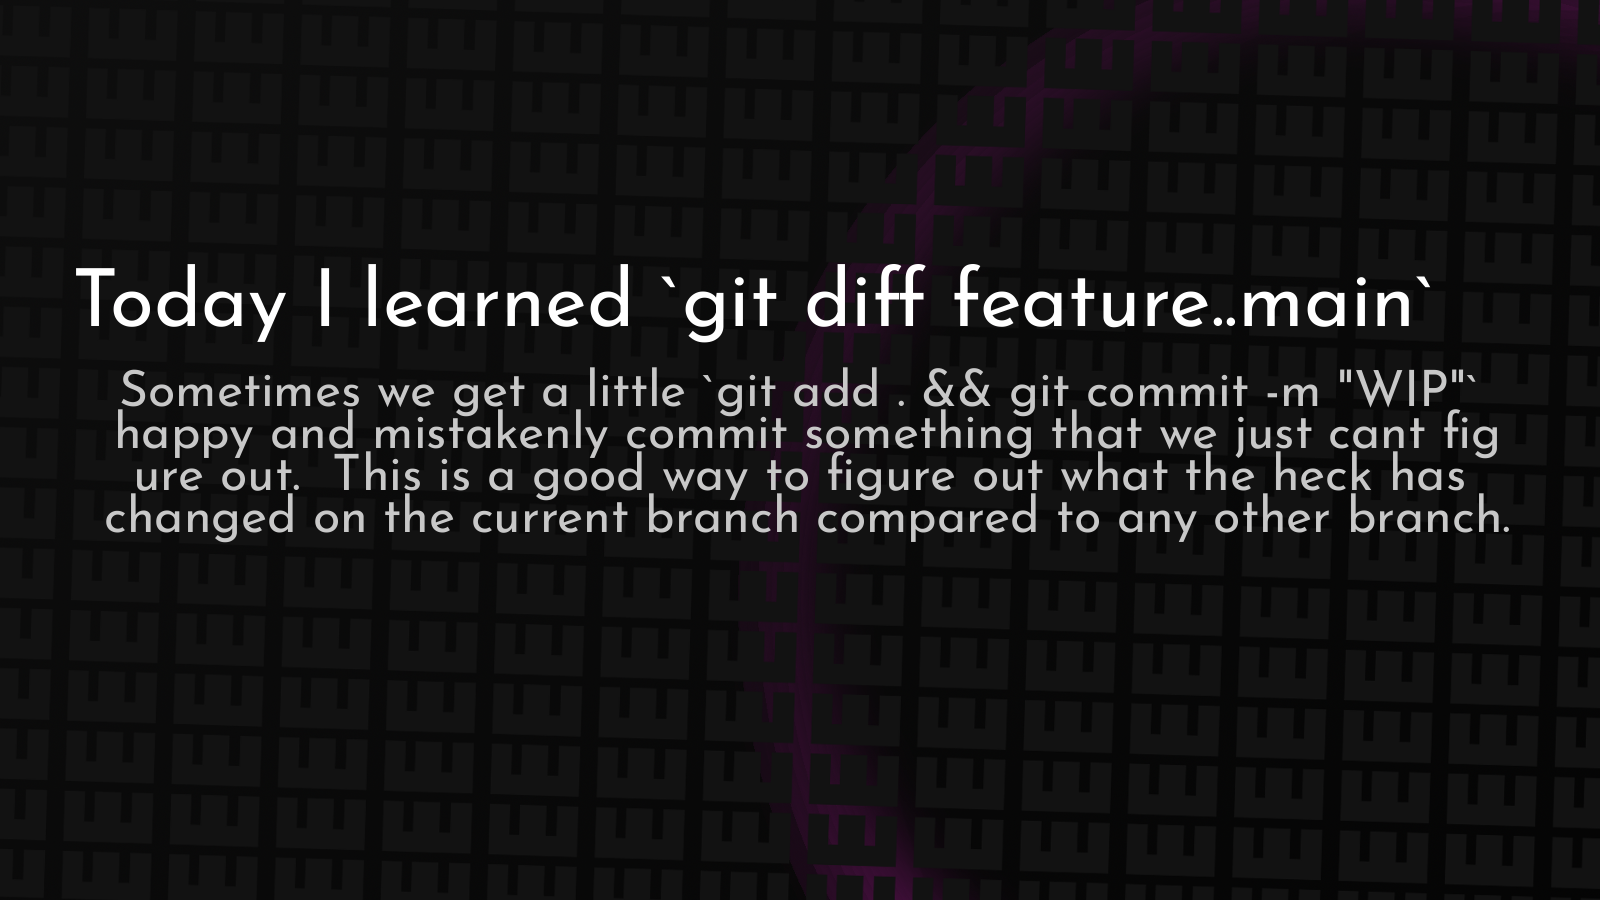 Today I learned `git diff feature..main`
Sometimes we get a little `git add . && git commit -m "WIP"`
happy and mistakenly commit something that we just cant fig
ure out.  This is a good way to figure out what the heck has
changed on the current branch compared to any other branch.